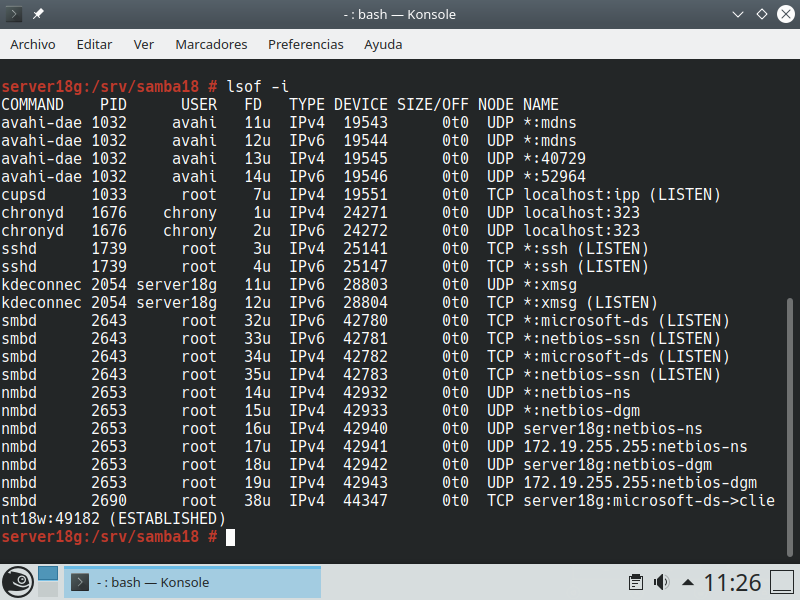 - : bash — Konsole
Archivo Editar Ver Marcadores Preferencias Ayuda
server18g:/srv/samba18 # lsof -i
COMMAND    PID     USER   FD   TYPE DEVICE SIZE/OFF NODE NAME
avahi-dae 1032    avahi   11u  IPv4  19543      0t0  UDP *:mdns
avahi-dae 1032    avahi   12u  IPv6  19544      0t0  UDP *:mdns
avahi-dae 1032    avahi   13u  IPv4  19545      0t0  UDP *:40729
avahi-dae 1032    avahi   14u  IPv6  19546      0t0  UDP *:52964
cupsd     1033     root    7u  IPv4  19551      0t0  TCP localhost:ipp (LISTEN)
chronyd   1676   chrony    1u  IPv4  24271      0t0  UDP localhost:323
chronyd   1676   chrony    2u  IPv6  24272      0t0  UDP localhost:323
sshd      1739     root    3u  IPv4  25141      0t0  TCP *:ssh (LISTEN)
sshd      1739     root    4u  IPv6  25147      0t0  TCP *:ssh (LISTEN)
kdeconnec 2054 server18g  11u  IPv6  28803      0t0  UDP *:xmsg
kdeconnec 2054 server18g  12u  IPv6  28804      0t0  TCP *:xmsg (LISTEN)
smbd      2643     root   32u  IPv6  42780      0t0  TCP *:microsoft-ds (LISTEN)
smbd      2643     root   33u  IPv6  42781      0t0  TCP *:netbios-ssn (LISTEN)
smbd      2643     root   34u  IPv4  42782      0t0  TCP *:microsoft-ds (LISTEN)
smbd      2643     root   35u  IPv4  42783      0t0  TCP *:netbios-ssn (LISTEN)
nmbd      2653     root   14u  IPv4  42932      0t0  UDP *:netbios-ns
nmbd      2653     root   15u  IPv4  42933      0t0  UDP *:netbios-dgm
nmbd      2653     root   16u  IPv4  42940      0t0  UDP server18g:netbios-ns
nmbd      2653     root   17u  IPv4  42941      0t0  UDP 172.19.255.255:netbios-ns
nmbd      2653     root   18u  IPv4  42942      0t0  UDP server18g:netbios-dgm
nmbd      2653     root   19u  IPv4  42943      0t0  UDP 172.19.255.255:netbios-dgm
smbd      2690     root   38u  IPv4  44347      0t0  TCP server18g:microsoft-ds->clie
nt18w:49182 (ESTABLISHED)
server18g:/srv/samba18 #
- : bash — Konsole
11:26